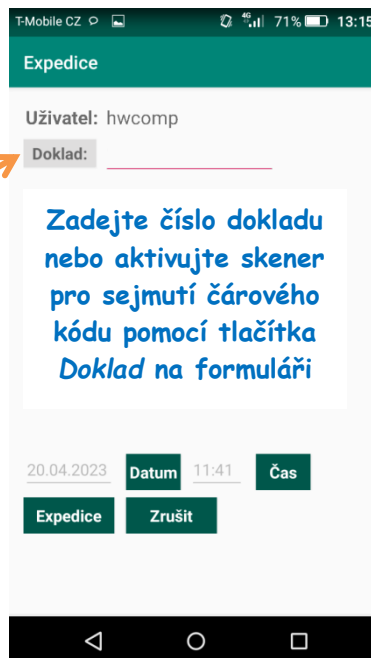 T-Mobile CZ 4G 71% 13:15
Expedice
Uživatel: hwcomp
Doklad:
Zadejte číslo dokladu
nebo aktivujte skener
pro sejmutí čárového
kódu pomocí tlačítka
Doklad na formuláři
20.04.2023 Datum 11:41 Čas
Expedice Zrušit